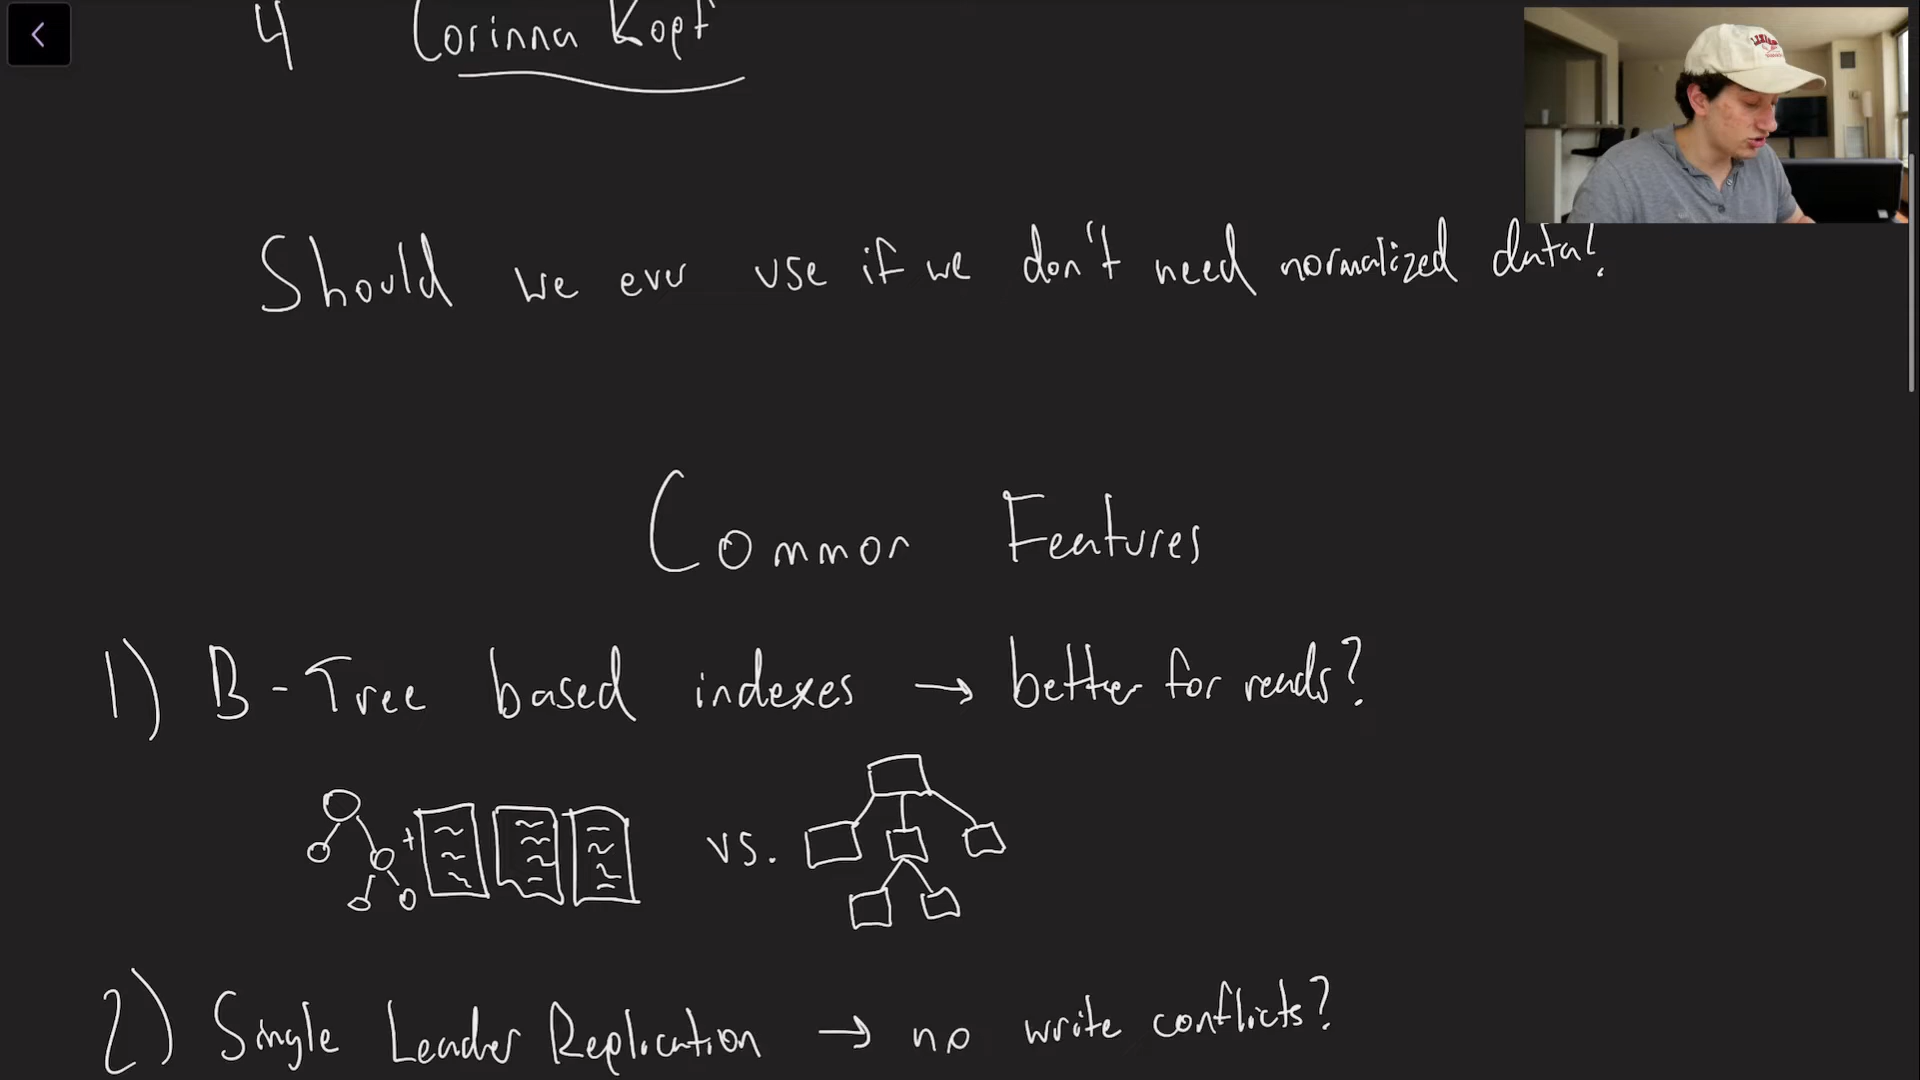 4 Corinna Kopf
Should we ever use if we don't need normalized data?
Common Features
1) B-Tree based indexes → better for reads?
+ vs.
2) Single Leader Replication → no write conflicts?